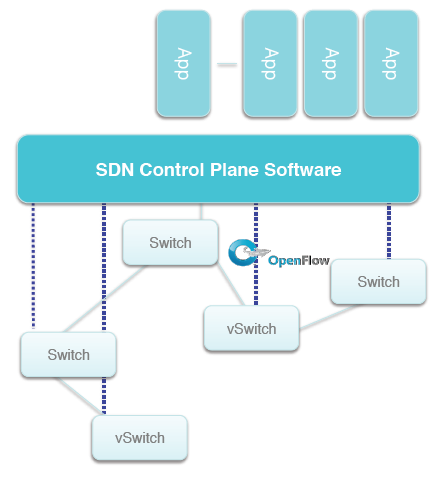 App
App
App
App
SDN Control Plane Software
Switch
OpenFlow
Switch
vSwitch
Switch
vSwitch